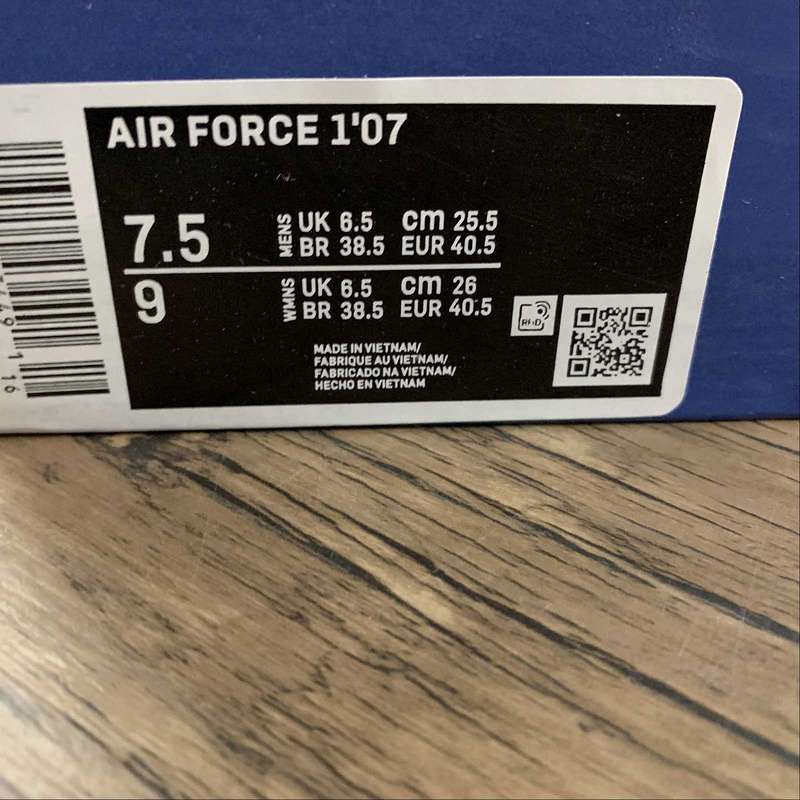 AIR FORCE 1'07
7.5
MENS
UK 6.5 cm 25.5
BR 38.5 EUR 40.5
9
WMNS
UK 6.5 cm 26
BR 38.5 EUR 40.5
RFID
MADE IN VIETNAM/
FABRIQUE AU VIETNAM/
FABRICADO NA VIETNAM/
HECHO EN VIETNAM